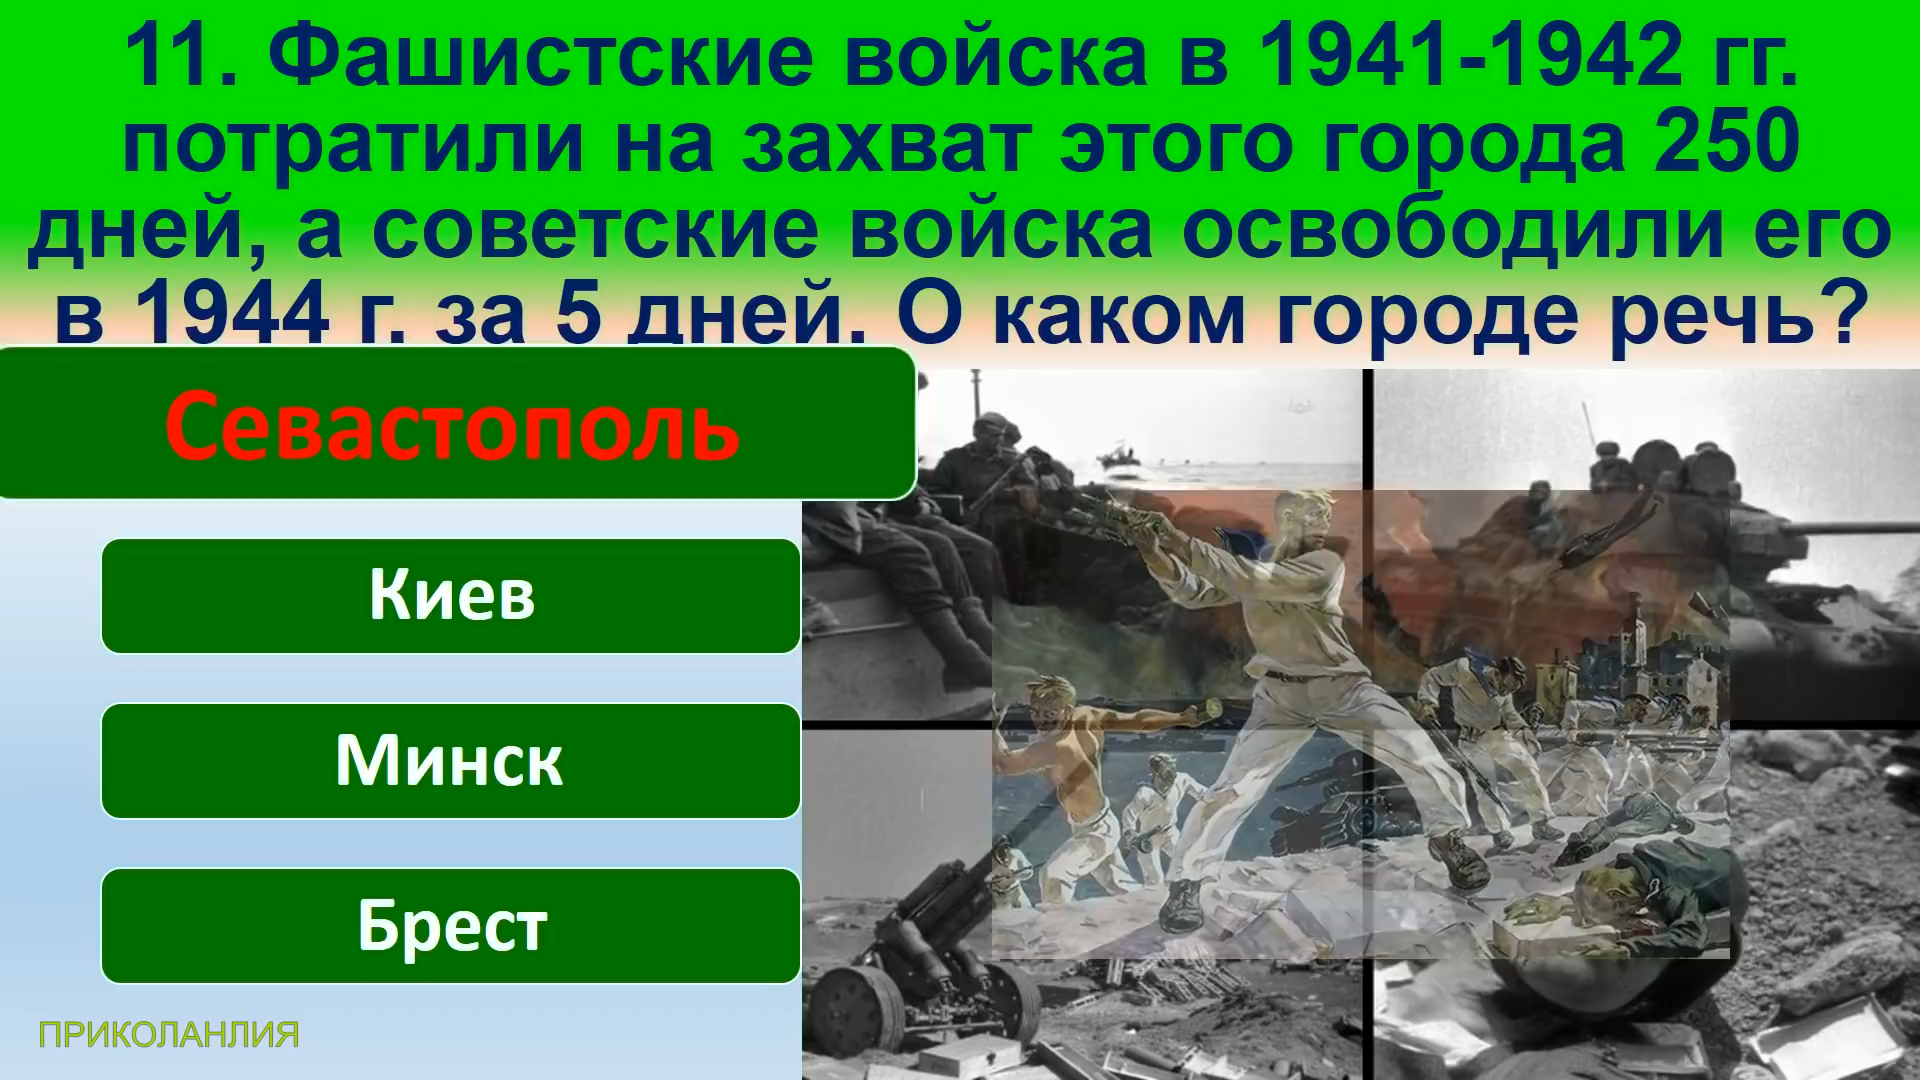 11. Фашистские войска в 1941-1942 гг.
потратили на захват этого города 250
дней, а советские войска освободили его
в 1944 г. за 5 дней. О каком городе речь?
Севастополь
Киев
Минск
Брест
ПРИКОЛАНЛИЯ